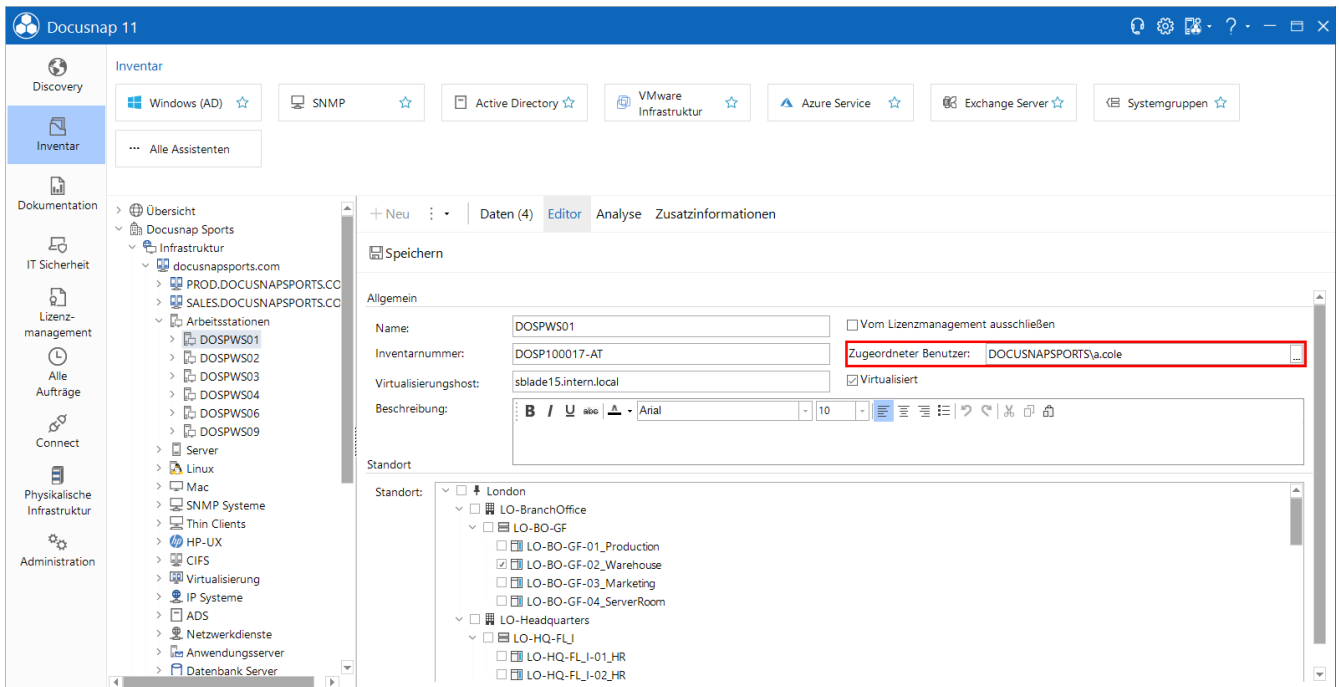 Docusnap 11
Discovery
Inventar
Dokumentation
IT Sicherheit
Lizenz-
management
Alle
Aufträge
Connect
Physikalische
Infrastruktur
Administration
Inventar
Windows (AD)
SNMP
Active Directory
VMware
Infrastruktur
Azure Service
Exchange Server
Systemgruppen
Alle Assistenten
Übersicht
Docusnap Sports
Infrastruktur
docusnapsports.com
PROD.DOCUSNAPSPORTS.CO
SALES.DOCUSNAPSPORTS.CO
Arbeitsstationen
DOSPWS01
DOSPWS02
DOSPWS03
DOSPWS04
DOSPWS06
DOSPWS09
Server
Linux
Mac
SNMP Systeme
Thin Clients
HP-UX
CIFS
Virtualisierung
IP Systeme
ADS
Netzwerkdienste
Anwendungsserver
Datenbank Server
+ Neu Daten (4) Editor Analyse Zusatzinformationen
Speichern
Allgemein
Name: DOSPWS01 Vom Lizenzmanagement ausschließen
Inventarnummer: DOSP100017-AT Zugeordneter Benutzer: DOCUSNAPSPORTS\a.cole ...
Virtualisierungshost: sblade15.intern.local Virtualisiert
Beschreibung: B I U abc A Arial 10
Standort
Standort: London
LO-BranchOffice
LO-BO-GF
LO-BO-GF-01_Production
LO-BO-GF-02_Warehouse
LO-BO-GF-03_Marketing
LO-BO-GF-04_ServerRoom
LO-Headquarters
LO-HQ-FL_I
LO-HQ-FL_I-01_HR
LO-HQ-FL_I-02_HR